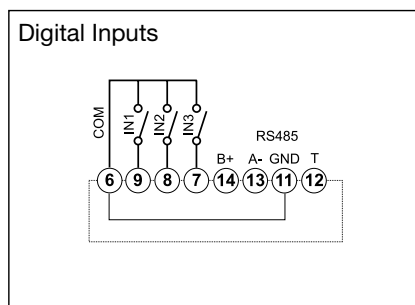 Digital Inputs
COM
IN1
IN2
IN3
RS485
B+ A- GND T
6 9 8 7 14 13 11 12